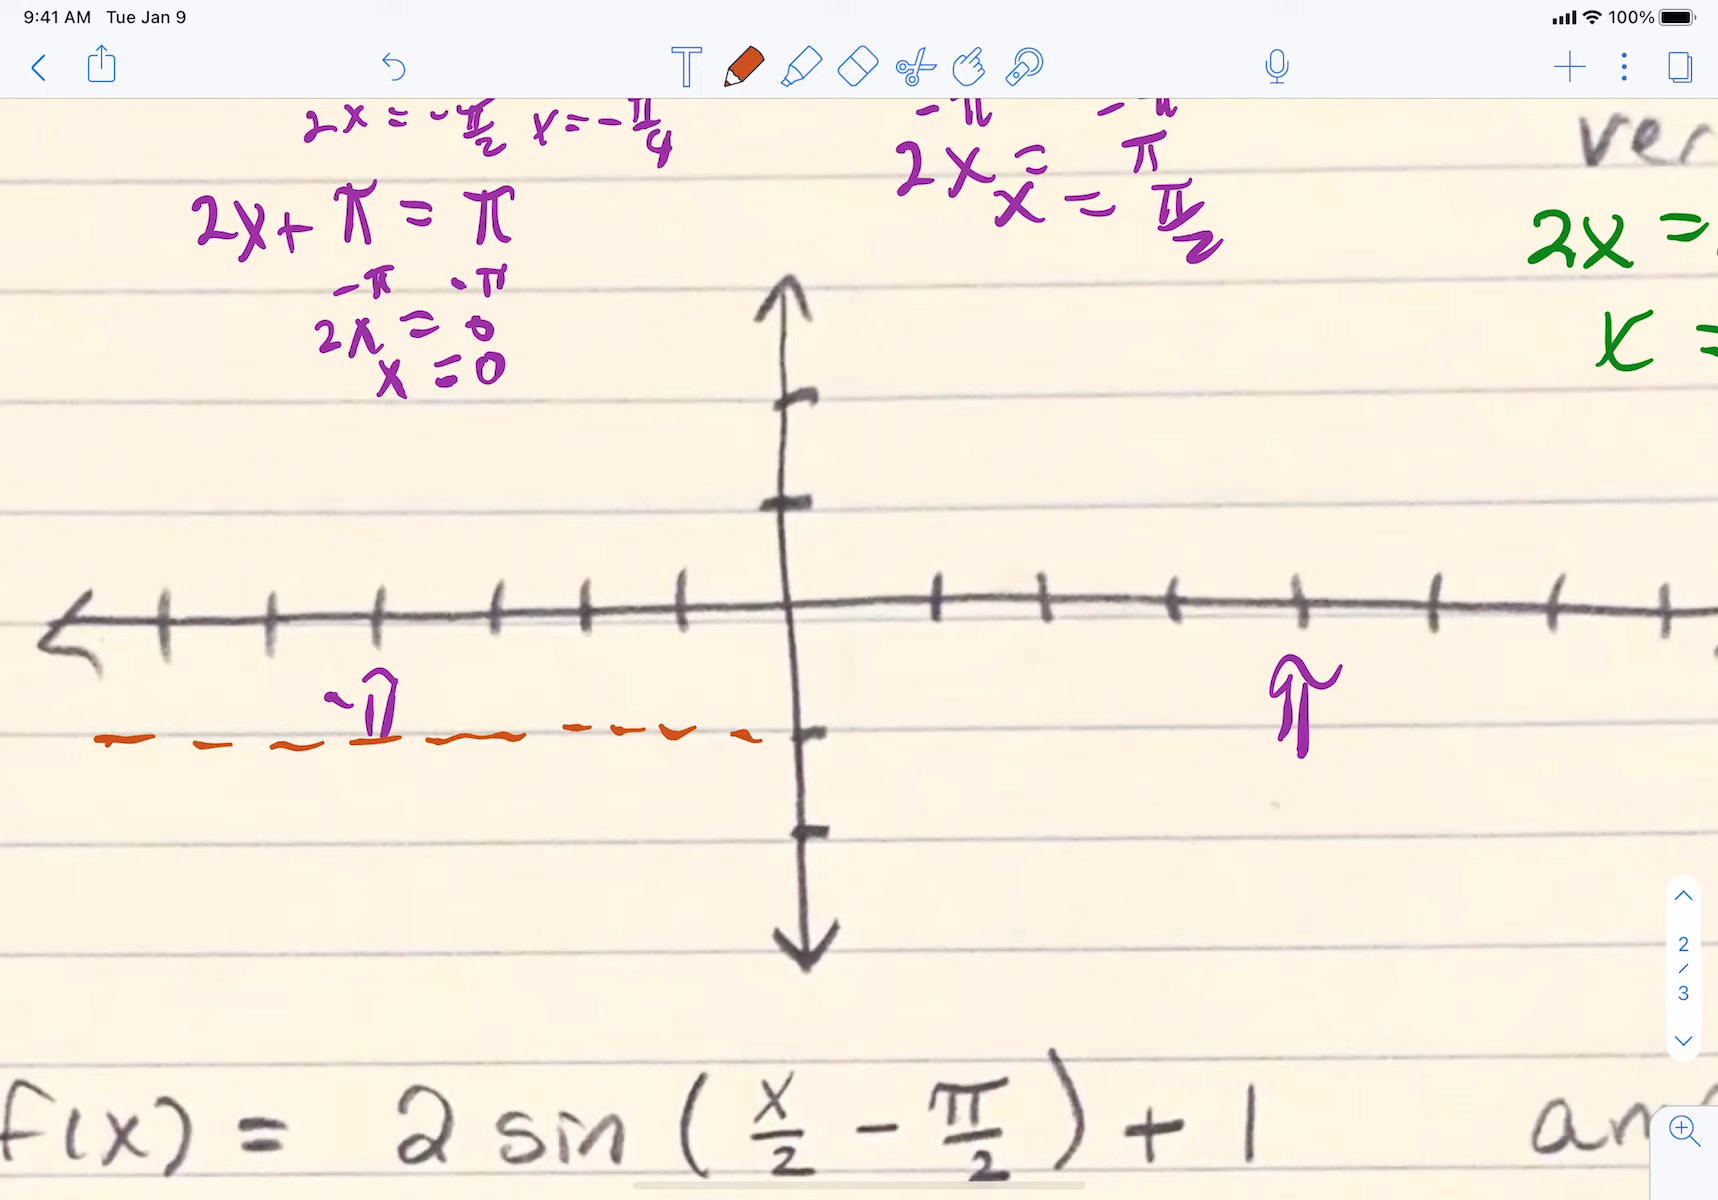 9:41 AM Tue Jan 9 100%
2x = -π/2 x = -π/4
-π -π
ver
2x = π
x = π/2
2x + π = π
-π -π
2x = 0
x = 0
2x =
x =
-π π
2
/
3
f(x) = 2 sin (x/2 - π/2) + 1